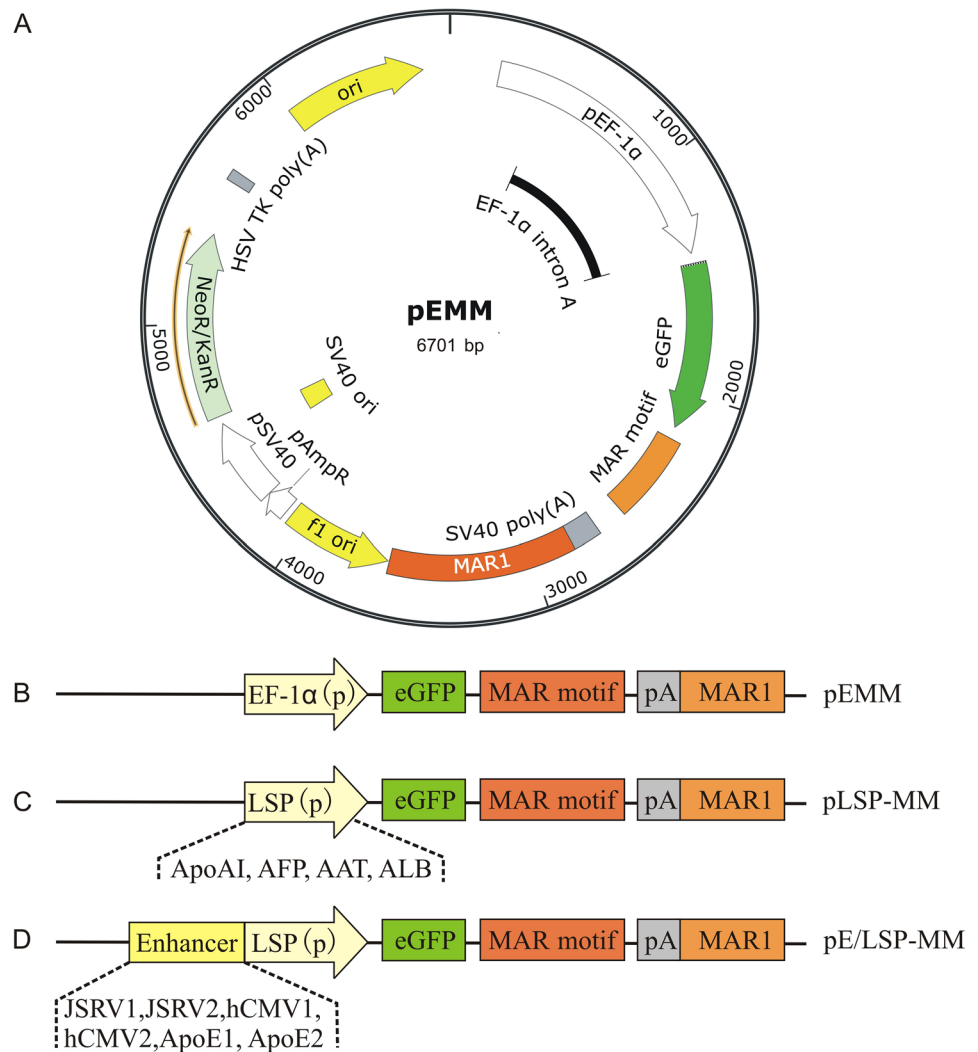 A
ori
6000
pEF-1α
1000
HSV TK poly(A)
EF-1α intron A
NeoR/KanR
pEMM
6701 bp
5000
eGFP
SV40 ori
2000
MAR motif
pSV40
pAmpR
SV40 poly(A)
f1 ori
MAR1
4000
3000
B EF-1α (p) eGFP MAR motif pA MAR1 pEMM
C LSP (p) eGFP MAR motif pA MAR1 pLSP-MM
ApoAI, AFP, AAT, ALB
D Enhancer LSP (p) eGFP MAR motif pA MAR1 pE/LSP-MM
JSRV1,JSRV2,hCMV1,
hCMV2,ApoE1, ApoE2